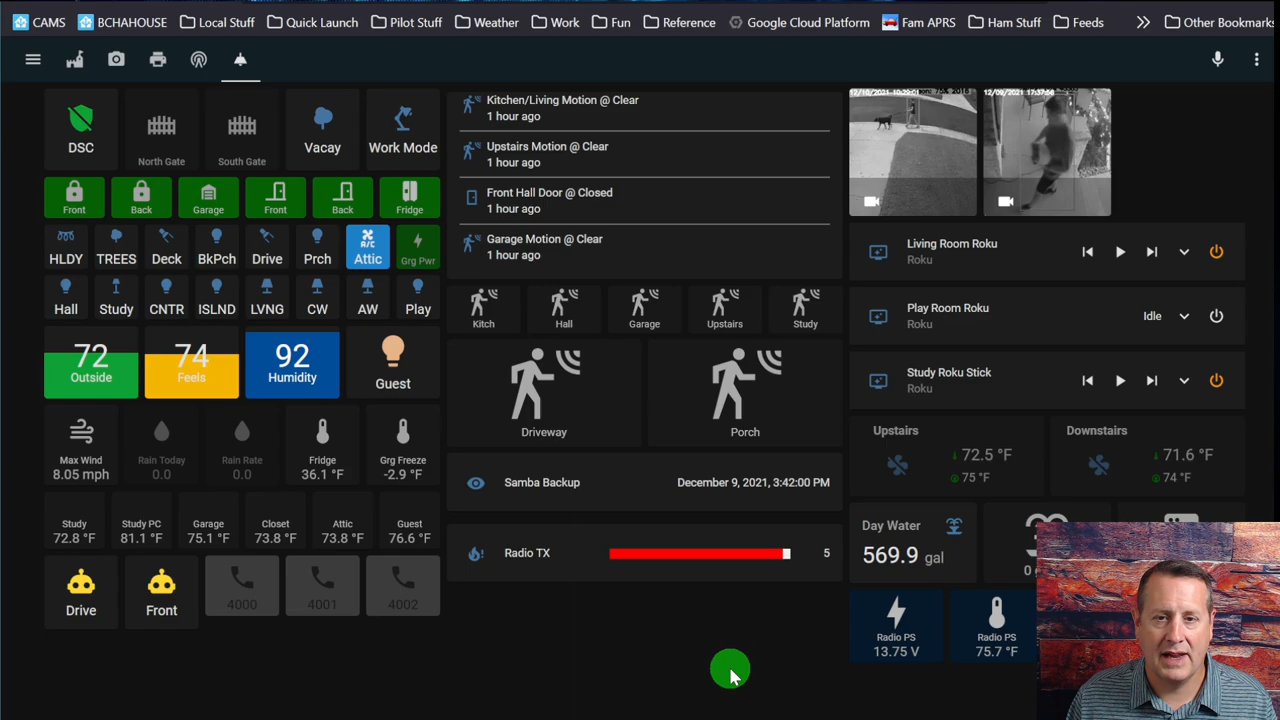 CAMS BCHAHOUSE Local Stuff Quick Launch Pilot Stuff Weather Work Fun Reference Google Cloud Platform Fam APRS Ham Stuff Feeds Other Bookmarks
DSC North Gate South Gate Vacay Work Mode
Front Back Garage Front Back Fridge
HLDY TREES Deck BkPch Drive Prch A/C Attic Grg Pwr
Hall Study CNTR ISLND LVNG CW AW Play
72 74 92
Outside Feels Humidity Guest
Max Wind Rain Today Rain Rate Fridge Grg Freeze
8.05 mph 0.0 0.0 36.1 °F -2.9 °F
Study Study PC Garage Closet Attic Guest
72.8 °F 81.1 °F 75.1 °F 73.8 °F 73.8 °F 76.6 °F
Drive Front 4000 4001 4002
Kitchen/Living Motion @ Clear
1 hour ago
Upstairs Motion @ Clear
1 hour ago
Front Hall Door @ Closed
1 hour ago
Garage Motion @ Clear
1 hour ago
Kitch Hall Garage Upstairs Study
Driveway Porch
Samba Backup December 9, 2021, 3:42:00 PM
Radio TX 5
Living Room Roku
Roku
Play Room Roku
Roku
Idle
Study Roku Stick
Roku
Upstairs Downstairs
72.5 °F 71.6 °F
75 °F 74 °F
Day Water
569.9 gal
Radio PS Radio PS
13.75 V 75.7 °F